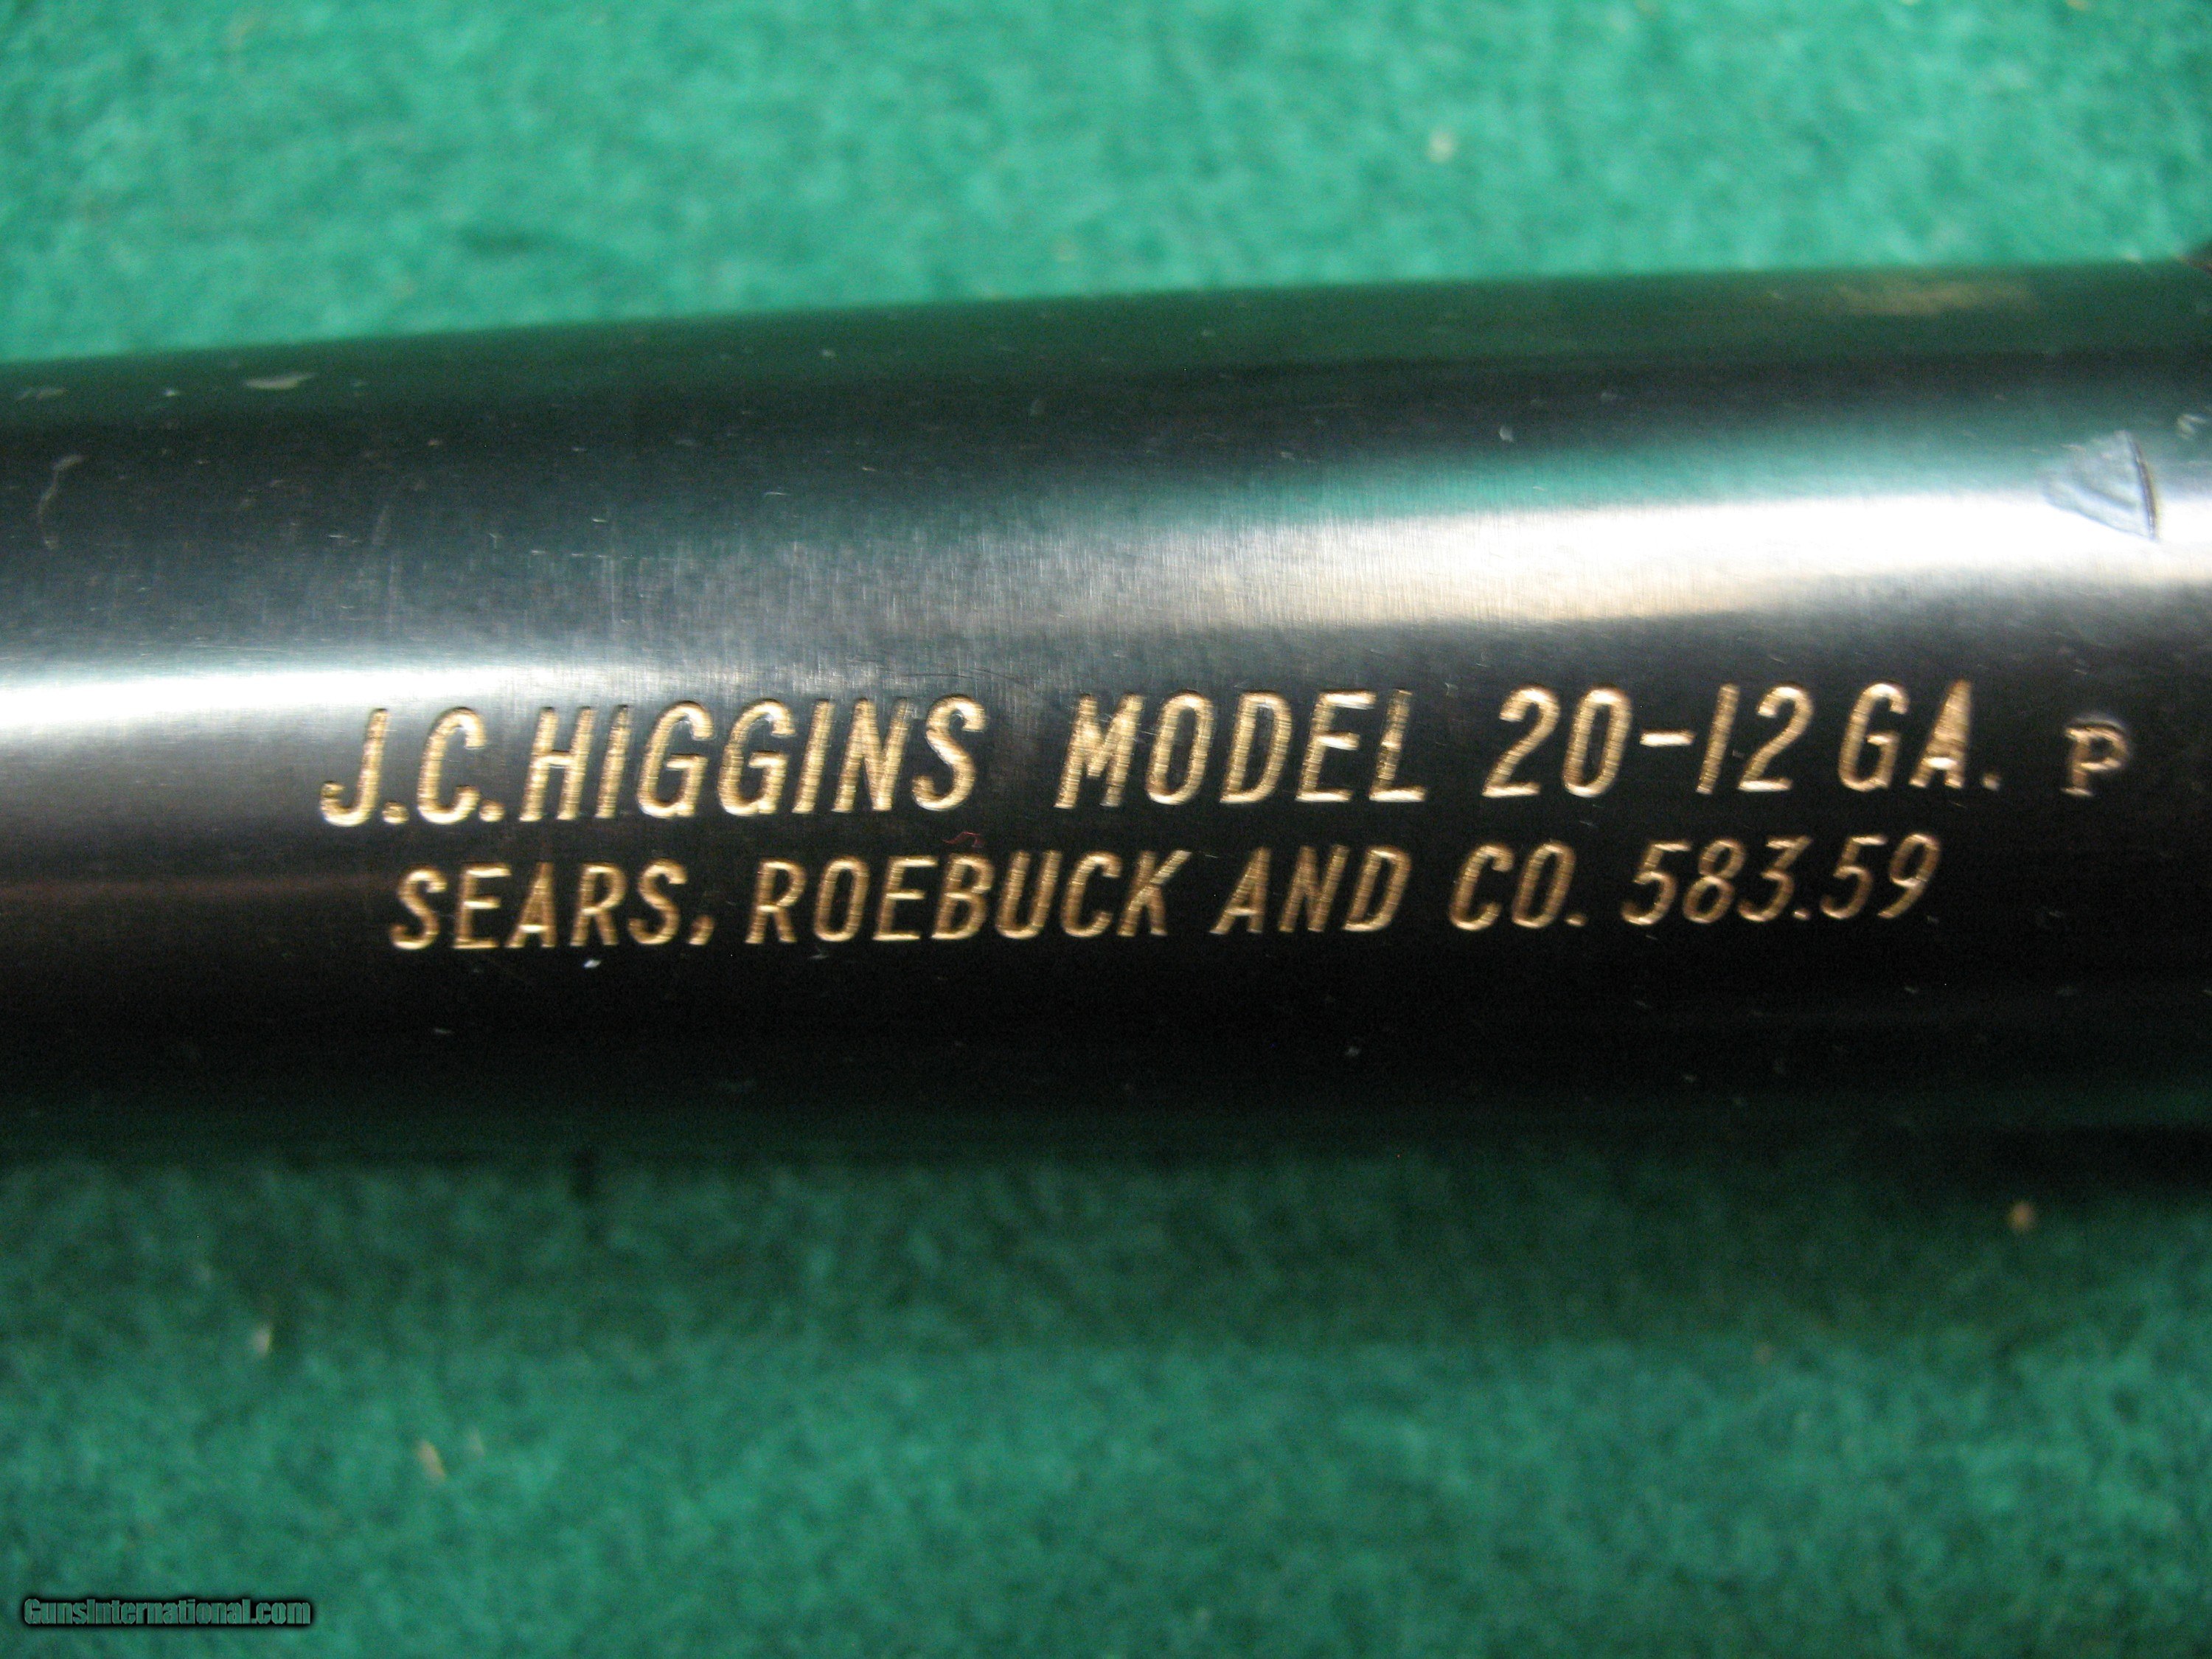 J.C.HIGGINS MODEL 20-12 GA. P
SEARS, ROEBUCK AND CO. 583.59
GunsInternational.com